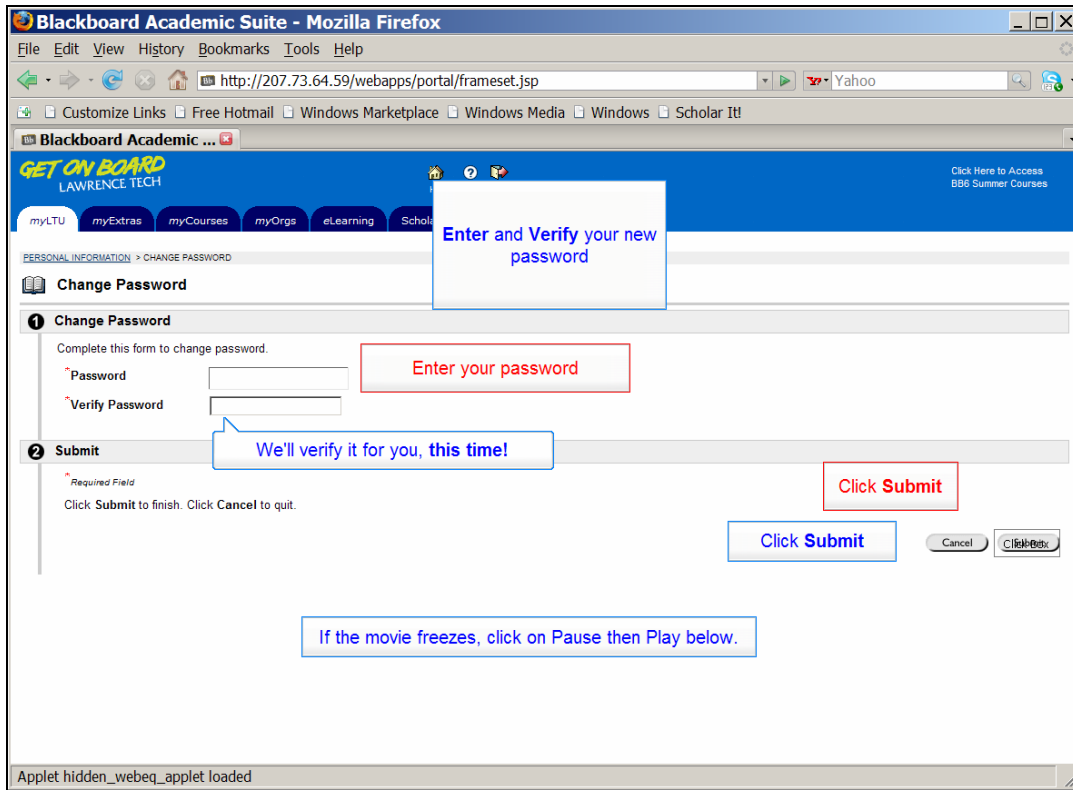 Blackboard Academic Suite - Mozilla Firefox
File Edit View History Bookmarks Tools Help
http://207.73.64.59/webapps/portal/frameset.jsp Yahoo
Customize Links Free Hotmail Windows Marketplace Windows Media Windows Scholar It!
Blackboard Academic ...
GET ON BOARD
LAWRENCE TECH
Click Here to Access
BB6 Summer Courses
myLTU myExtras myCourses myOrgs eLearning
Enter and Verify your new
password
PERSONAL INFORMATION > CHANGE PASSWORD
Change Password
1 Change Password
Complete this form to change password.
*Password
Enter your password
*Verify Password
We'll verify it for you, this time!
2 Submit
*Required Field
Click Submit
Click Submit to finish. Click Cancel to quit.
Click Submit
Cancel
If the movie freezes, click on Pause then Play below.
Applet hidden_webeq_applet loaded